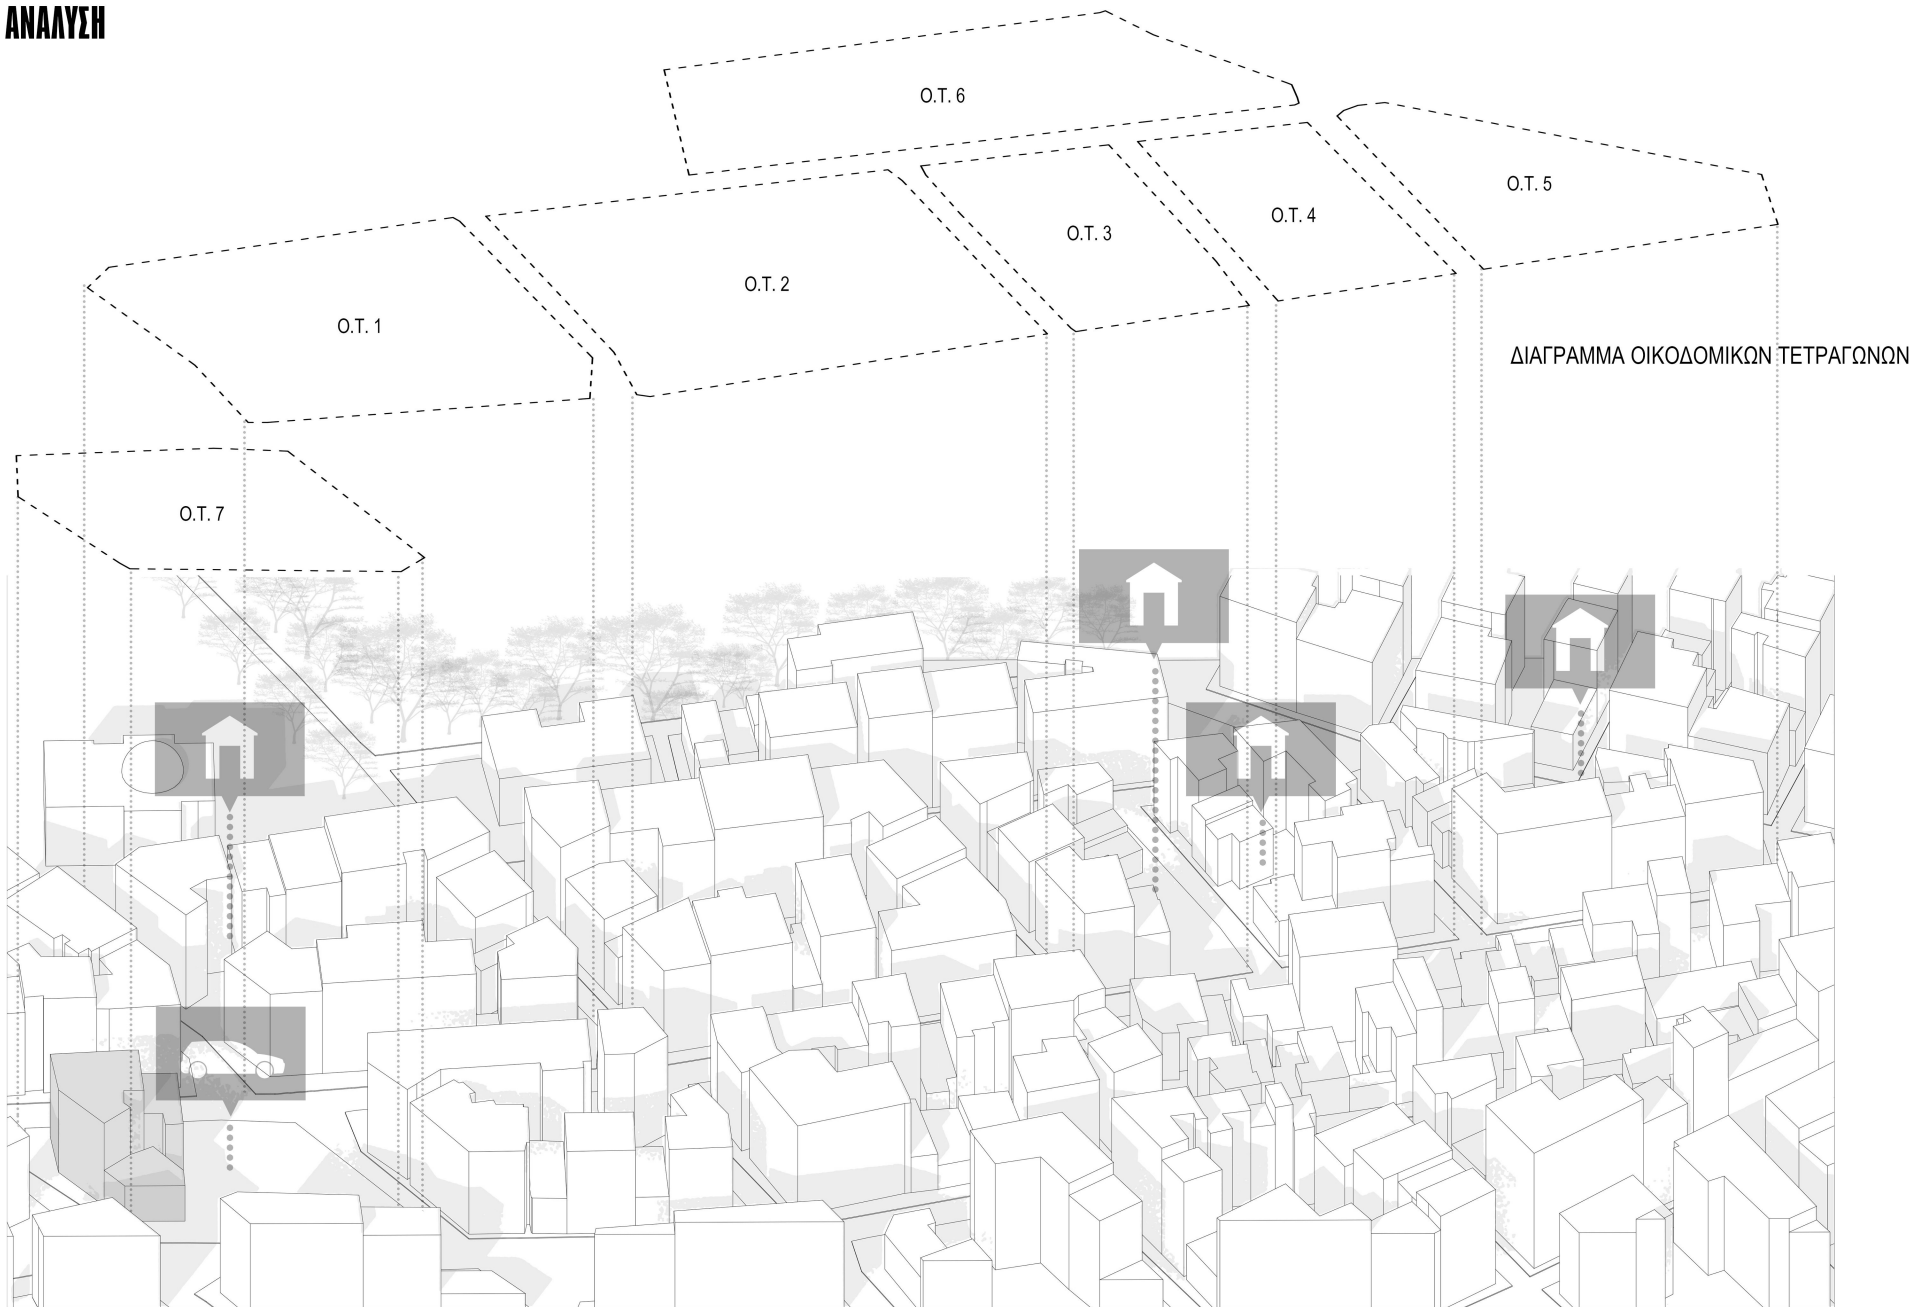 ΑΝΑΛΥΣΗ
Ο.Τ. 6
Ο.Τ. 5
Ο.Τ. 4
Ο.Τ. 3
Ο.Τ. 2
Ο.Τ. 1
ΔΙΑΓΡΑΜΜΑ ΟΙΚΟΔΟΜΙΚΩΝ ΤΕΤΡΑΓΩΝΩΝ
Ο.Τ. 7